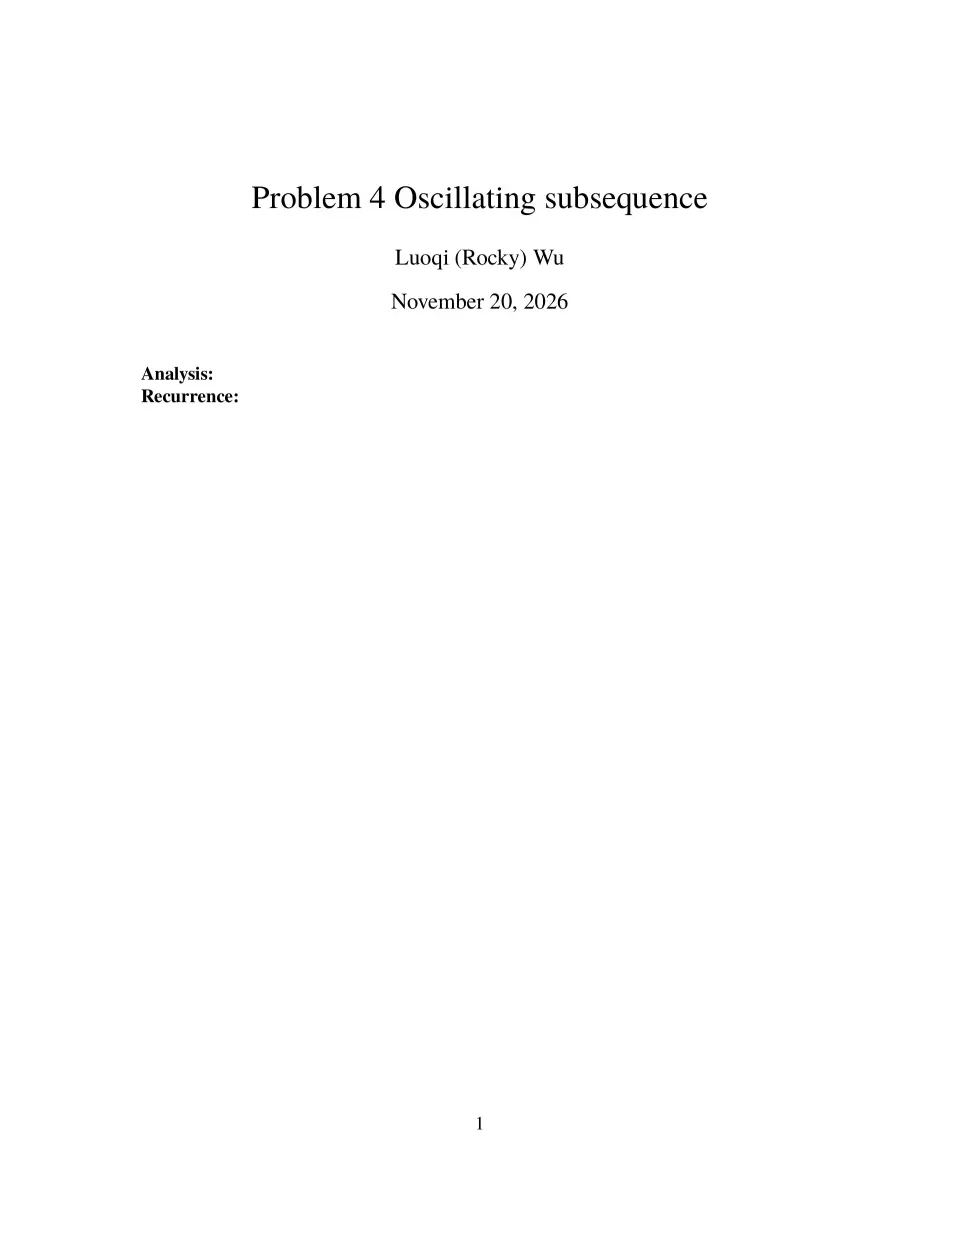 Problem 4 Oscillating subsequence
Luoqi (Rocky) Wu
November 20, 2026
Analysis:
Recurrence:
1